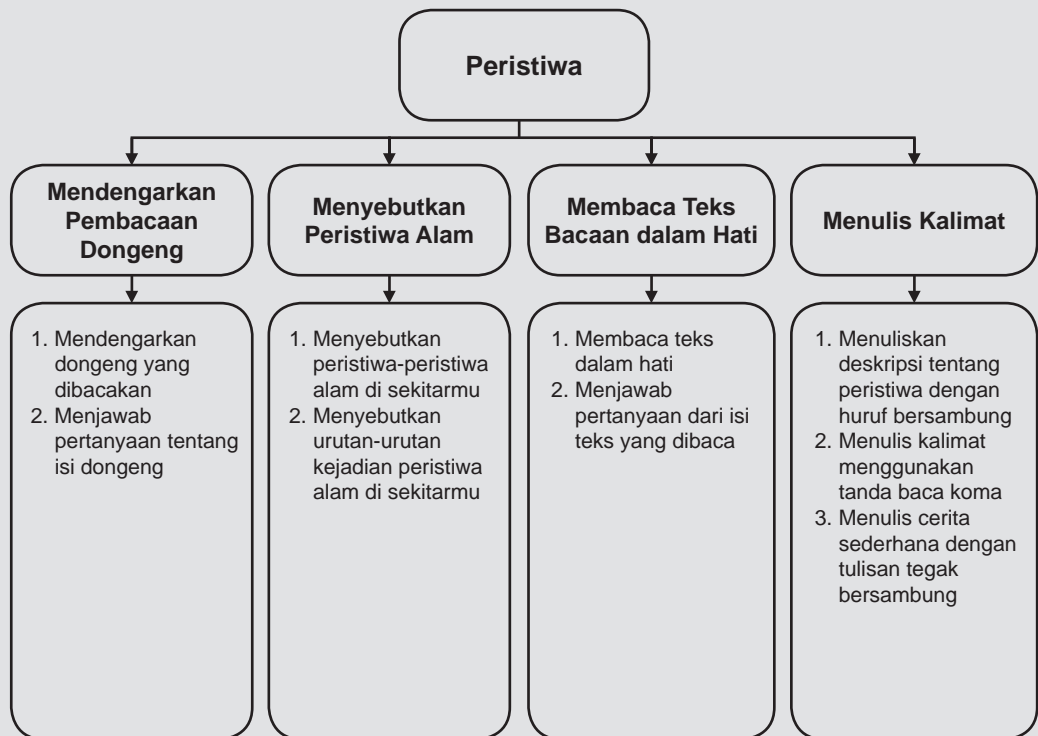 Peristiwa
Mendengarkan
Pembacaan
Dongeng
Menyebutkan
Peristiwa Alam
Membaca Teks
Bacaan dalam Hati
Menulis Kalimat
1. Mendengarkan
dongeng yang
dibacakan
2. Menjawab
pertanyaan tentang
isi dongeng
1. Menyebutkan
peristiwa-peristiwa
alam di sekitarmu
2. Menyebutkan
urutan-urutan
kejadian peristiwa
alam di sekitarmu
1. Membaca teks
dalam hati
2. Menjawab
pertanyaan dari isi
teks yang dibaca
1. Menuliskan
deskripsi tentang
peristiwa dengan
huruf bersambung
2. Menulis kalimat
menggunakan
tanda baca koma
3. Menulis cerita
sederhana dengan
tulisan tegak
bersambung